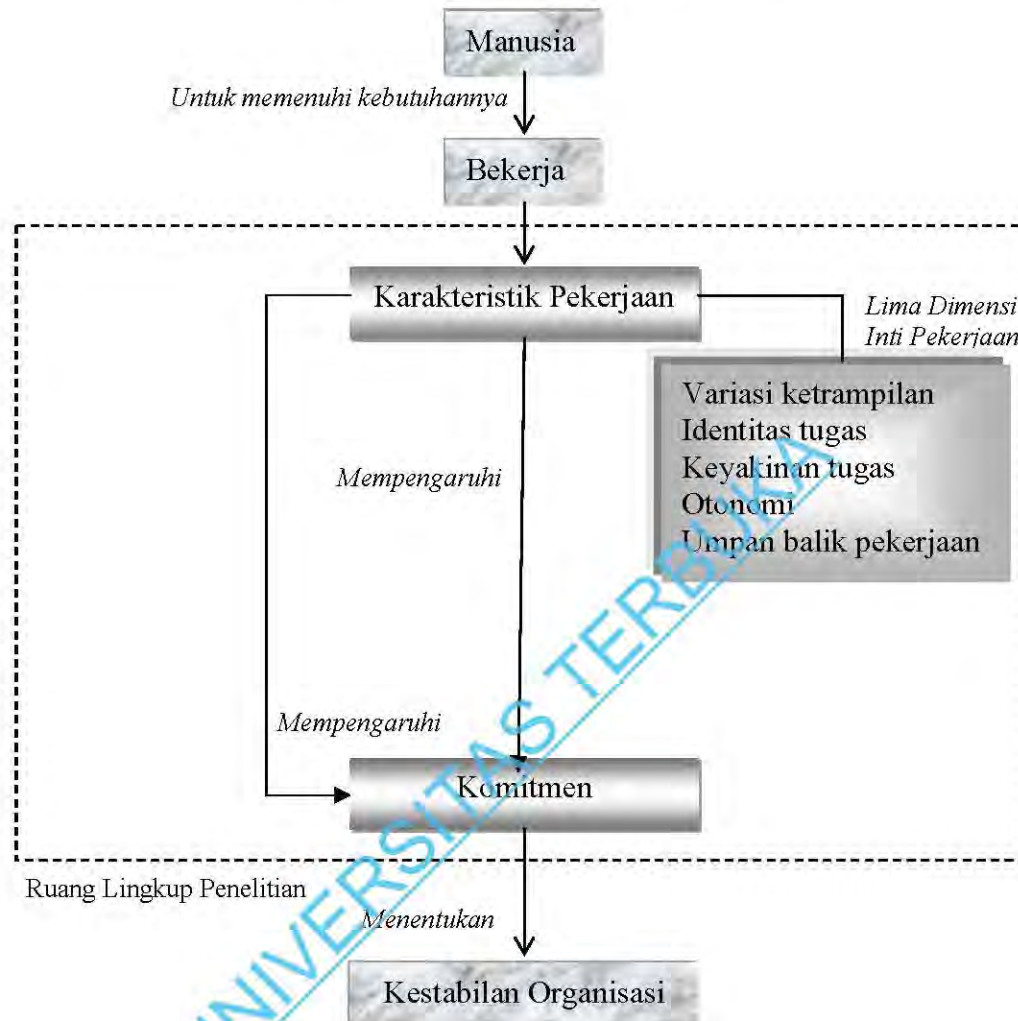 Manusia
Untuk memenuhi kebutuhannya
Bekerja
Karakteristik Pekerjaan
Lima Dimensi
Inti Pekerjaan
Variasi ketrampilan
Identitas tugas
Keyakinan tugas
Otonomi
Umpan balik pekerjaan
Mempengaruhi
Mempengaruhi
Komitmen
Ruang Lingkup Penelitian
Menentukan
Kestabilan Organisasi
UNIVERSITAS TERBUKA